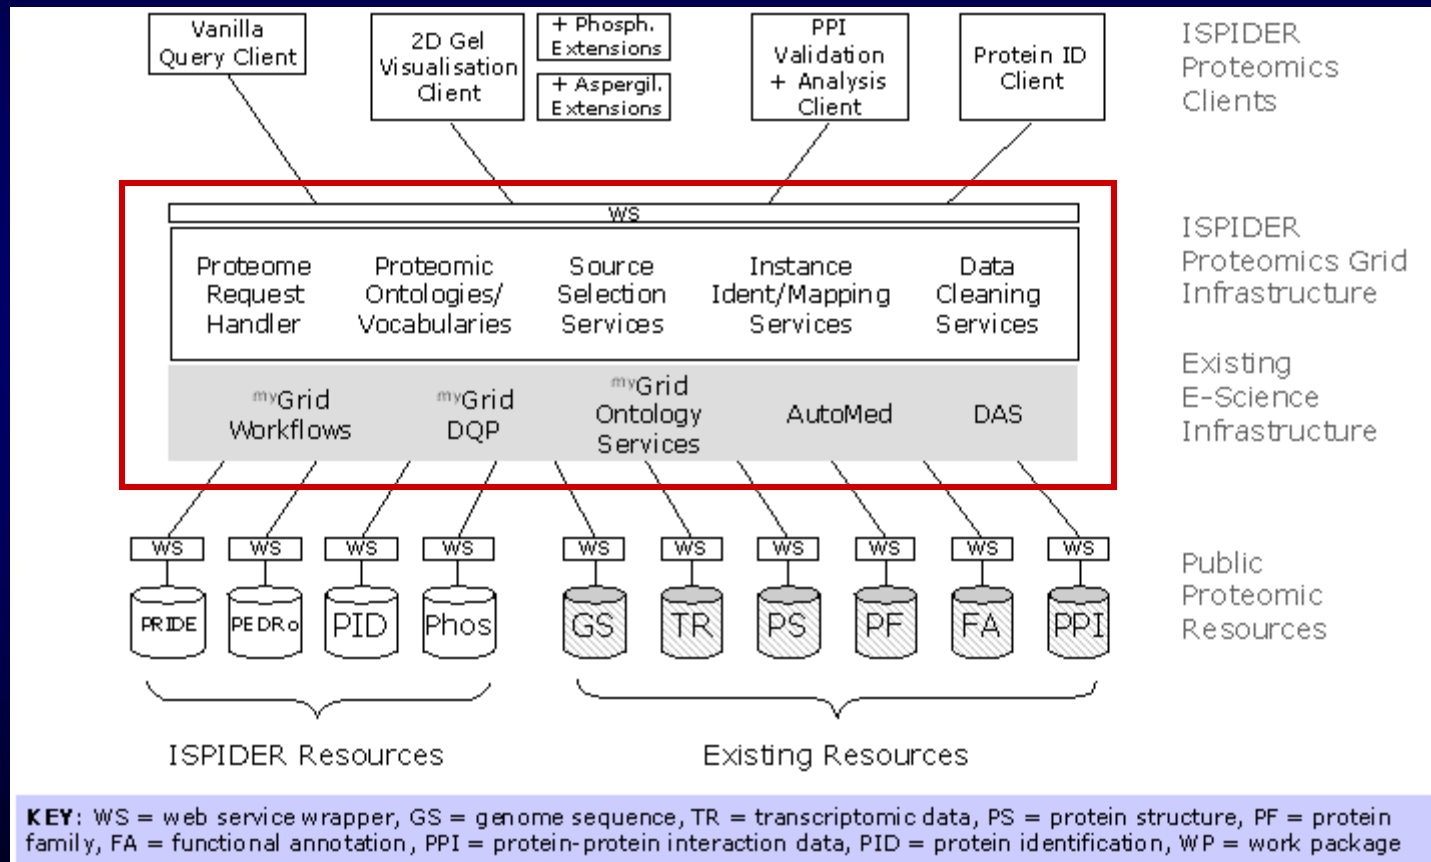 Vanilla
Query Client
2D Gel
Visualisation
Client
+ Phosph.
Extensions
+ Aspergil.
Extensions
PPI
Validation
+ Analysis
Client
Protein ID
Client
ISPIDER
Proteomics
Clients
WS
Proteome
Request
Handler
Proteomic
Ontologies/
Vocabularies
Source
Selection
Services
Instance
Ident/Mapping
Services
Data
Cleaning
Services
ISPIDER
Proteomics Grid
Infrastructure
myGrid
Workflows
myGrid
DQP
myGrid
Ontology
Services
AutoMed
DAS
Existing
E-Science
Infrastructure
WS
WS
WS
WS
WS
WS
WS
WS
WS
WS
PRIDE
PEDRo
PID
Phos
GS
TR
PS
PF
FA
PPI
Public
Proteomic
Resources
ISPIDER Resources
Existing Resources
KEY: WS = web service wrapper, GS = genome sequence, TR = transcriptomic data, PS = protein structure, PF = protein
family, FA = functional annotation, PPI = protein-protein interaction data, PID = protein identification, WP = work package